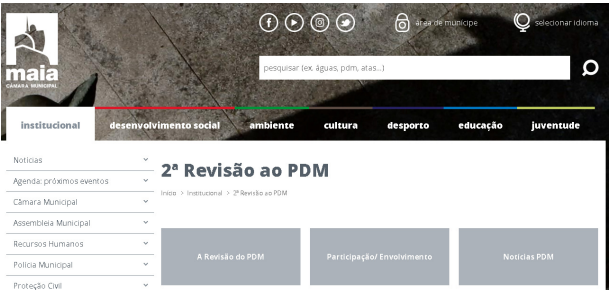 área de munícipe
selecionar idioma
maia
CÂMARA MUNICIPAL
pesquisar (ex. águas, pdm, atas...)
institucional
desenvolvimento social
ambiente
cultura
desporto
educação
juventude
Notícias
Agenda: próximos eventos
Câmara Municipal
Assembleia Municipal
Recursos Humanos
Polícia Municipal
Proteção Civil
2ª Revisão ao PDM
Início > Institucional > 2ª Revisão ao PDM
A Revisão do PDM
Participação/ Envolvimento
Notícias PDM